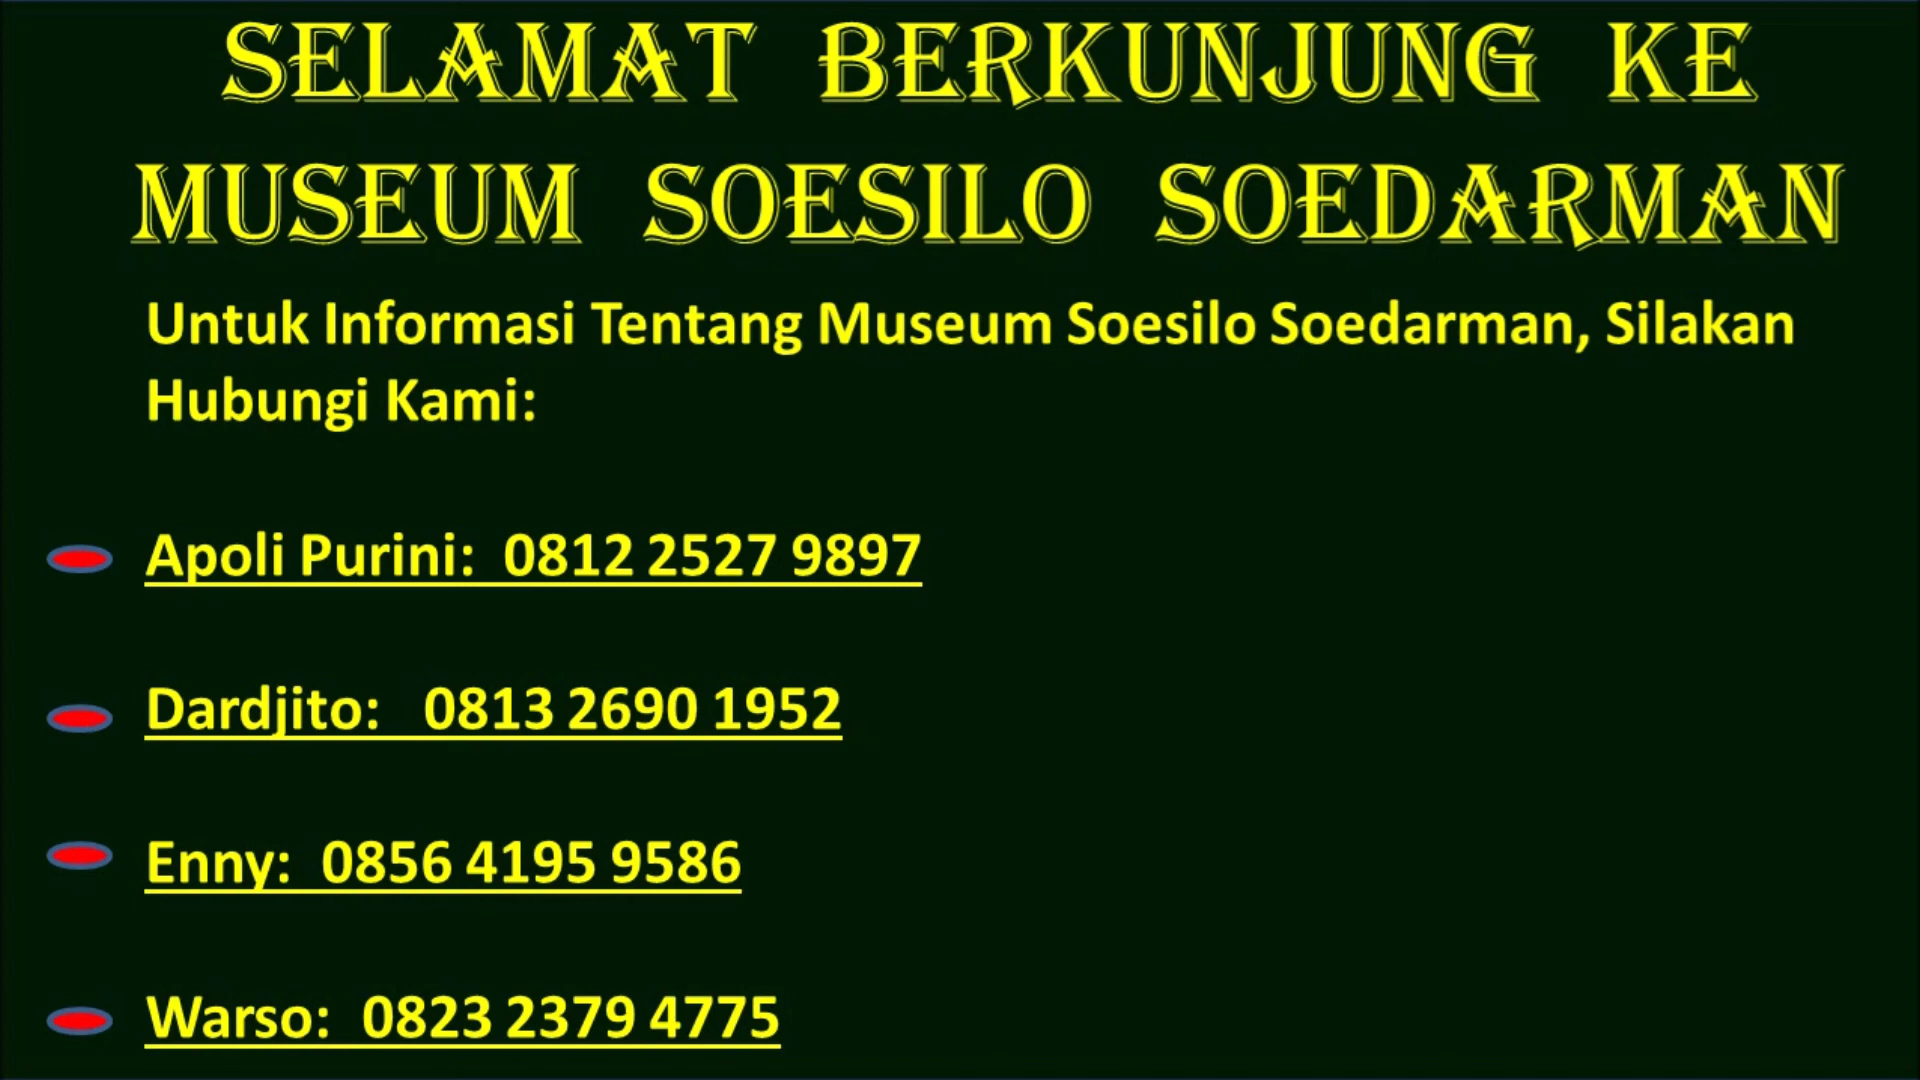 SELAMAT BERKUNJUNG KE
MUSEUM SOESILO SOEDARMAN
Untuk Informasi Tentang Museum Soesilo Soedarman, Silakan
Hubungi Kami:
Apoli Purini: 0812 2527 9897
Dardjito: 0813 2690 1952
Enny: 0856 4195 9586
Warso: 0823 2379 4775